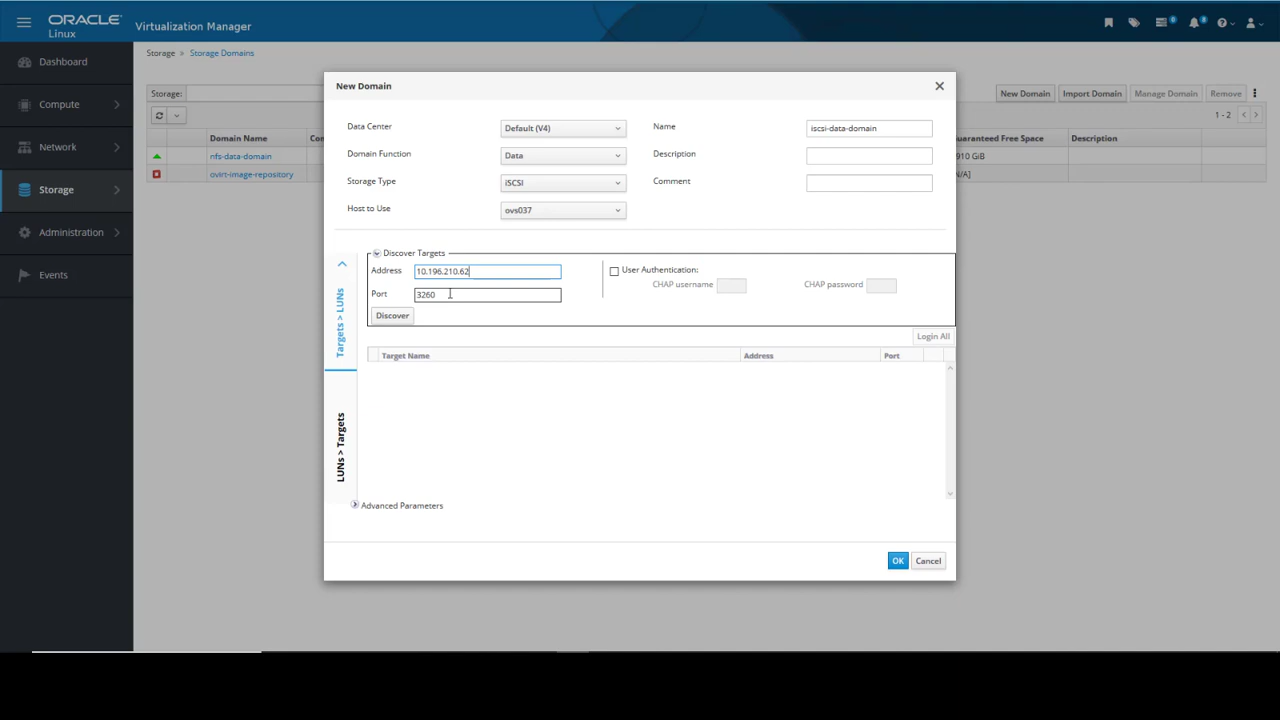 ORACLE
Linux
Virtualization Manager
Dashboard
Compute
Network
Storage
Administration
Events
Storage » Storage Domains
Storage:
New Domain
Import Domain
Manage Domain
Remove
1 - 2
Domain Name
Guaranteed Free Space
Description
nfs-data-domain
910 GiB
ovirt-image-repository
[N/A]
New Domain
Data Center
Default (V4)
Name
iscsi-data-domain
Domain Function
Data
Description
Storage Type
iSCSI
Comment
Host to Use
ovs037
Discover Targets
Address
10.196.210.62
User Authentication:
CHAP username
CHAP password
Port
3260
Discover
Login All
Targets > LUNs
LUNs > Targets
Target Name
Address
Port
Advanced Parameters
OK
Cancel